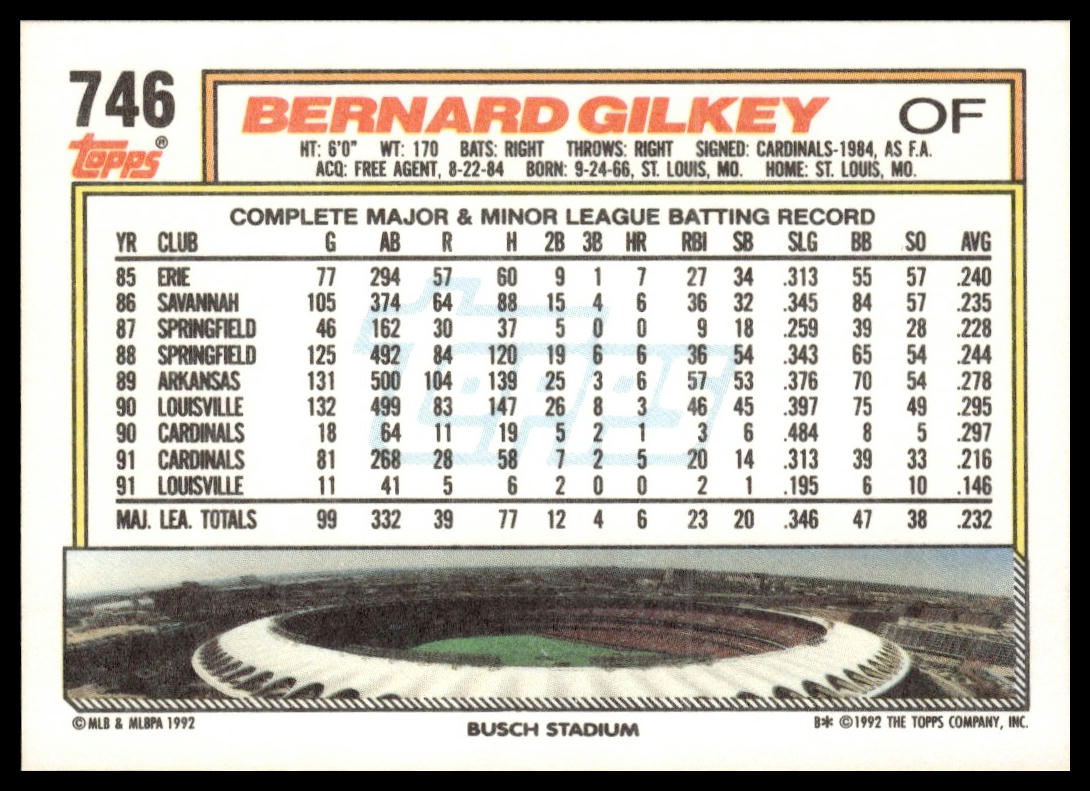 746
BERNARD GILKEY OF
topps®
HT: 6'0" WT: 170 BATS: RIGHT THROWS: RIGHT SIGNED: CARDINALS-1984, AS F.A.
ACQ: FREE AGENT, 8-22-84 BORN: 9-24-66, ST. LOUIS, MO. HOME: ST. LOUIS, MO.
COMPLETE MAJOR & MINOR LEAGUE BATTING RECORD
YR CLUB G AB R H 2B 3B HR RBI SB SLG BB SO AVG
85 ERIE 77 294 57 60 9 1 7 27 34 .313 55 57 .240
86 SAVANNAH 105 374 64 88 15 4 6 36 32 .345 84 57 .235
87 SPRINGFIELD 46 162 30 37 5 0 0 9 18 .259 39 28 .228
88 SPRINGFIELD 125 492 84 120 19 6 6 36 54 .343 65 54 .244
89 ARKANSAS 131 500 104 139 25 3 6 57 53 .376 70 54 .278
90 LOUISVILLE 132 499 83 147 26 8 3 46 45 .397 75 49 .295
90 CARDINALS 18 64 11 19 5 2 1 3 6 .484 8 5 .297
91 CARDINALS 81 268 28 58 7 2 5 20 14 .313 39 33 .216
91 LOUISVILLE 11 41 5 6 2 0 0 2 1 .195 6 10 .146
MAJ. LEA. TOTALS 99 332 39 77 12 4 6 23 20 .346 47 38 .232
topps
©MLB & MLBPA 1992 BUSCH STADIUM B* ©1992 THE TOPPS COMPANY, INC.